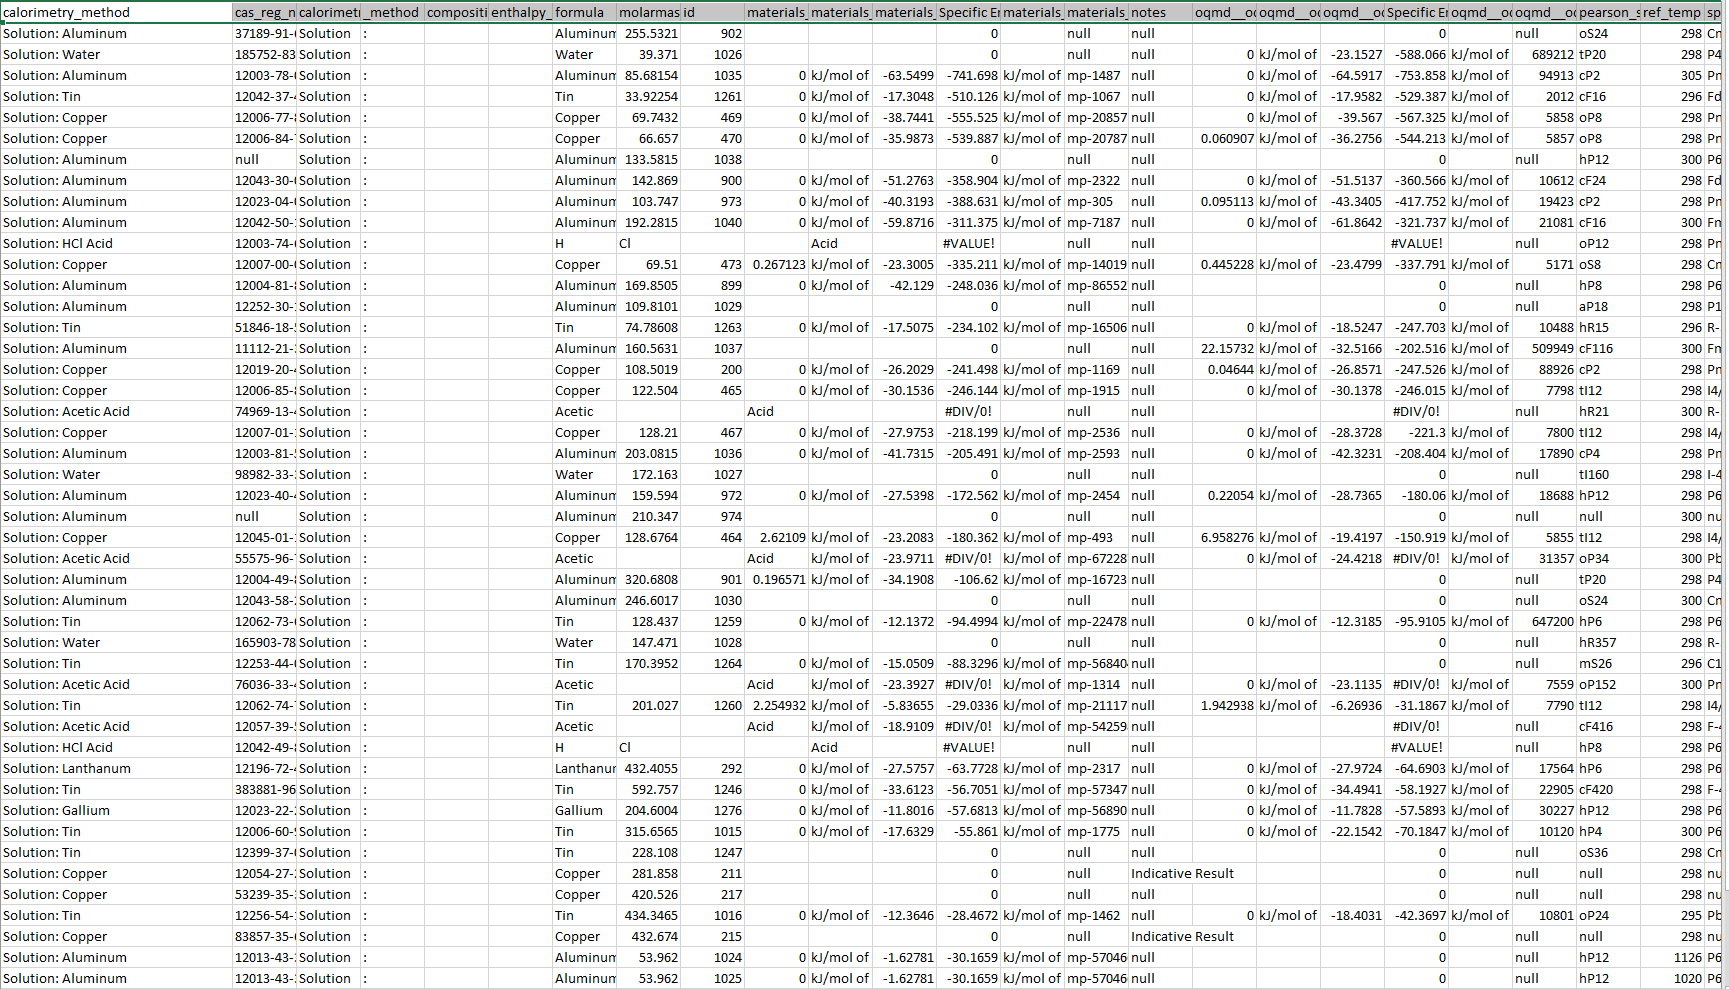 calorimetry_method cas_reg_n calorimetr _method compositi enthalpy_ formula molarmas id materials_ materials_ materials_ Specific En materials_ materials_ notes oqmd__oq oqmd__oq oqmd__oq Specific En oqmd__oq oqmd__oq pearson_s ref_temp sp
Solution: Aluminum 37189-91- Solution : Aluminum 255.5321 902 0 null null 0 null oS24 298 Cn
Solution: Water 185752-83 Solution : Water 39.371 1026 0 null null 0 kJ/mol of -23.1527 -588.066 kJ/mol of 689212 tP20 298 P4
Solution: Aluminum 12003-78- Solution : Aluminum 85.68154 1035 0 kJ/mol of -63.5499 -741.698 kJ/mol of mp-1487 null 0 kJ/mol of -64.5917 -753.858 kJ/mol of 94913 cP2 305 Pn
Solution: Tin 12042-37- Solution : Tin 33.92254 1261 0 kJ/mol of -17.3048 -510.126 kJ/mol of mp-1067 null 0 kJ/mol of -17.9582 -529.387 kJ/mol of 2012 cF16 296 Fd
Solution: Copper 12006-77- Solution : Copper 69.7432 469 0 kJ/mol of -38.7441 -555.525 kJ/mol of mp-20857 null 0 kJ/mol of -39.567 -567.325 kJ/mol of 5858 oP8 298 Pn
Solution: Copper 12006-84- Solution : Copper 66.657 470 0 kJ/mol of -35.9873 -539.887 kJ/mol of mp-20787 null 0.060907 kJ/mol of -36.2756 -544.213 kJ/mol of 5857 oP8 298 Pn
Solution: Aluminum null Solution : Aluminum 133.5815 1038 0 null null 0 null hP12 300 P6
Solution: Aluminum 12043-30- Solution : Aluminum 142.869 900 0 kJ/mol of -51.2763 -358.904 kJ/mol of mp-2322 null 0 kJ/mol of -51.5137 -360.566 kJ/mol of 10612 cF24 298 Fd
Solution: Aluminum 12023-04- Solution : Aluminum 103.747 973 0 kJ/mol of -40.3193 -388.631 kJ/mol of mp-305 null 0.095113 kJ/mol of -43.3405 -417.752 kJ/mol of 19423 cP2 298 Pn
Solution: Aluminum 12042-50- Solution : Aluminum 192.2815 1040 0 kJ/mol of -59.8716 -311.375 kJ/mol of mp-7187 null 0 kJ/mol of -61.8642 -321.737 kJ/mol of 21081 cF16 300 Fn
Solution: HCl Acid 12003-74- Solution : H Cl Acid #VALUE! null null #VALUE! null oP12 298 Pn
Solution: Copper 12007-00- Solution : Copper 69.51 473 0.267123 kJ/mol of -23.3005 -335.211 kJ/mol of mp-14019 null 0.445228 kJ/mol of -23.4799 -337.791 kJ/mol of 5171 oS8 298 Cn
Solution: Aluminum 12004-81- Solution : Aluminum 169.8505 899 0 kJ/mol of -42.129 -248.036 kJ/mol of mp-86552 null 0 null hP8 298 P6
Solution: Aluminum 12252-30- Solution : Aluminum 109.8101 1029 0 null null 0 null aP18 298 P1
Solution: Tin 51846-18- Solution : Tin 74.78608 1263 0 kJ/mol of -17.5075 -234.102 kJ/mol of mp-16506 null 0 kJ/mol of -18.5247 -247.703 kJ/mol of 10488 hR15 296 R-
Solution: Aluminum 11112-21- Solution : Aluminum 160.5631 1037 0 null null 22.15732 kJ/mol of -32.5166 -202.516 kJ/mol of 509949 cF116 300 Fn
Solution: Copper 12019-20- Solution : Copper 108.5019 200 0 kJ/mol of -26.2029 -241.498 kJ/mol of mp-1169 null 0.04644 kJ/mol of -26.8571 -247.526 kJ/mol of 88926 cP2 298 Pn
Solution: Copper 12006-85- Solution : Copper 122.504 465 0 kJ/mol of -30.1536 -246.144 kJ/mol of mp-1915 null 0 kJ/mol of -30.1378 -246.015 kJ/mol of 7798 tI12 298 I4/
Solution: Acetic Acid 74969-13- Solution : Acetic Acid #DIV/0! null null #DIV/0! null hR21 300 R-
Solution: Copper 12007-01- Solution : Copper 128.21 467 0 kJ/mol of -27.9753 -218.199 kJ/mol of mp-2536 null 0 kJ/mol of -28.3728 -221.3 kJ/mol of 7800 tI12 298 I4/
Solution: Aluminum 12003-81- Solution : Aluminum 203.0815 1036 0 kJ/mol of -41.7315 -205.491 kJ/mol of mp-2593 null 0 kJ/mol of -42.3231 -208.404 kJ/mol of 17890 cP4 298 Pn
Solution: Water 98982-33- Solution : Water 172.163 1027 0 null null 0 null tI160 298 I-4
Solution: Aluminum 12023-40- Solution : Aluminum 159.594 972 0 kJ/mol of -27.5398 -172.562 kJ/mol of mp-2454 null 0.22054 kJ/mol of -28.7365 -180.06 kJ/mol of 18688 hP12 298 P6
Solution: Aluminum null Solution : Aluminum 210.347 974 0 null null 0 null null 300 nu
Solution: Copper 12045-01- Solution : Copper 128.6764 464 2.62109 kJ/mol of -23.2083 -180.362 kJ/mol of mp-493 null 6.958276 kJ/mol of -19.4197 -150.919 kJ/mol of 5855 tI12 298 I4/
Solution: Acetic Acid 55575-96- Solution : Acetic Acid kJ/mol of -23.9711 #DIV/0! kJ/mol of mp-67228 null 0 kJ/mol of -24.4218 #DIV/0! kJ/mol of 31357 oP34 300 Pb
Solution: Aluminum 12004-49- Solution : Aluminum 320.6808 901 0.196571 kJ/mol of -34.1908 -106.62 kJ/mol of mp-16723 null 0 null tP20 298 P4
Solution: Aluminum 12043-58- Solution : Aluminum 246.6017 1030 0 null null 0 null oS24 300 Cn
Solution: Tin 12062-73- Solution : Tin 128.437 1259 0 kJ/mol of -12.1372 -94.4994 kJ/mol of mp-22478 null 0 kJ/mol of -12.3185 -95.9105 kJ/mol of 647200 hP6 298 P6
Solution: Water 165903-78 Solution : Water 147.471 1028 0 null null 0 null hR357 298 R-
Solution: Tin 12253-44- Solution : Tin 170.3952 1264 0 kJ/mol of -15.0509 -88.3296 kJ/mol of mp-56840 null 0 null mS26 296 C1
Solution: Acetic Acid 76036-33- Solution : Acetic Acid kJ/mol of -23.3927 #DIV/0! kJ/mol of mp-1314 null 0 kJ/mol of -23.1135 #DIV/0! kJ/mol of 7559 oP152 300 Pn
Solution: Tin 12062-74- Solution : Tin 201.027 1260 2.254932 kJ/mol of -5.83655 -29.0336 kJ/mol of mp-21117 null 1.942938 kJ/mol of -6.26936 -31.1867 kJ/mol of 7790 tI12 298 I4/
Solution: Acetic Acid 12057-39- Solution : Acetic Acid kJ/mol of -18.9109 #DIV/0! kJ/mol of mp-54259 null #DIV/0! null cF416 298 F-4
Solution: HCl Acid 12042-49- Solution : H Cl Acid #VALUE! null null #VALUE! null hP8 298 P6
Solution: Lanthanum 12196-72- Solution : Lanthanum 432.4055 292 0 kJ/mol of -27.5757 -63.7728 kJ/mol of mp-2317 null 0 kJ/mol of -27.9724 -64.6903 kJ/mol of 17564 hP6 298 P6
Solution: Tin 383881-96 Solution : Tin 592.757 1246 0 kJ/mol of -33.6123 -56.7051 kJ/mol of mp-57347 null 0 kJ/mol of -34.4941 -58.1927 kJ/mol of 22905 cF420 298 F-4
Solution: Gallium 12023-22- Solution : Gallium 204.6004 1276 0 kJ/mol of -11.8016 -57.6813 kJ/mol of mp-56890 null 0 kJ/mol of -11.7828 -57.5893 kJ/mol of 30227 hP12 298 P6
Solution: Tin 12006-60- Solution : Tin 315.6565 1015 0 kJ/mol of -17.6329 -55.861 kJ/mol of mp-1775 null 0 kJ/mol of -22.1542 -70.1847 kJ/mol of 10120 hP4 300 P6
Solution: Tin 12399-37- Solution : Tin 228.108 1247 0 null null 0 null oS36 298 Cn
Solution: Copper 12054-27- Solution : Copper 281.858 211 0 null Indicative Result 0 null null 298 nu
Solution: Copper 53239-35- Solution : Copper 420.526 217 0 null null 0 null null 298 nu
Solution: Tin 12256-54- Solution : Tin 434.3465 1016 0 kJ/mol of -12.3646 -28.4672 kJ/mol of mp-1462 null 0 kJ/mol of -18.4031 -42.3697 kJ/mol of 10801 oP24 295 Pb
Solution: Copper 83857-35- Solution : Copper 432.674 215 0 null Indicative Result 0 null null 298 nu
Solution: Aluminum 12013-43- Solution : Aluminum 53.962 1024 0 kJ/mol of -1.62781 -30.1659 kJ/mol of mp-57046 null 0 null hP12 1126 P6
Solution: Aluminum 12013-43- Solution : Aluminum 53.962 1025 0 kJ/mol of -1.62781 -30.1659 kJ/mol of mp-57046 null 0 null hP12 1020 P6